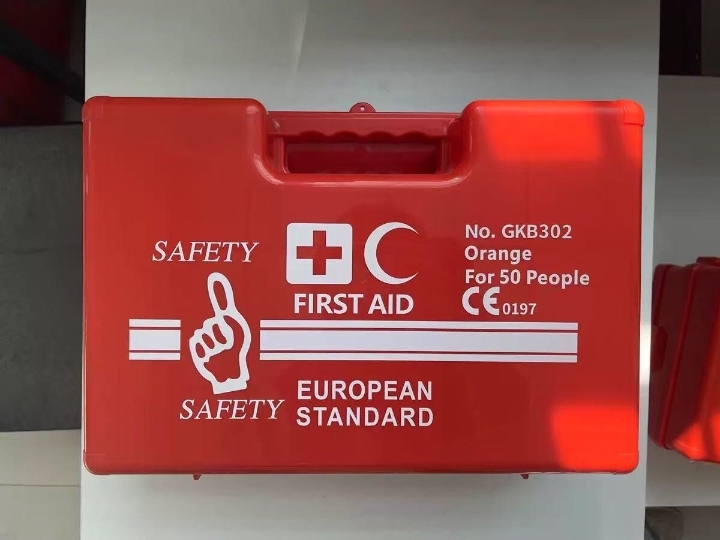 SAFETY
FIRST AID
No. GKB302
Orange
For 50 People
CE 0197
SAFETY
EUROPEAN
STANDARD